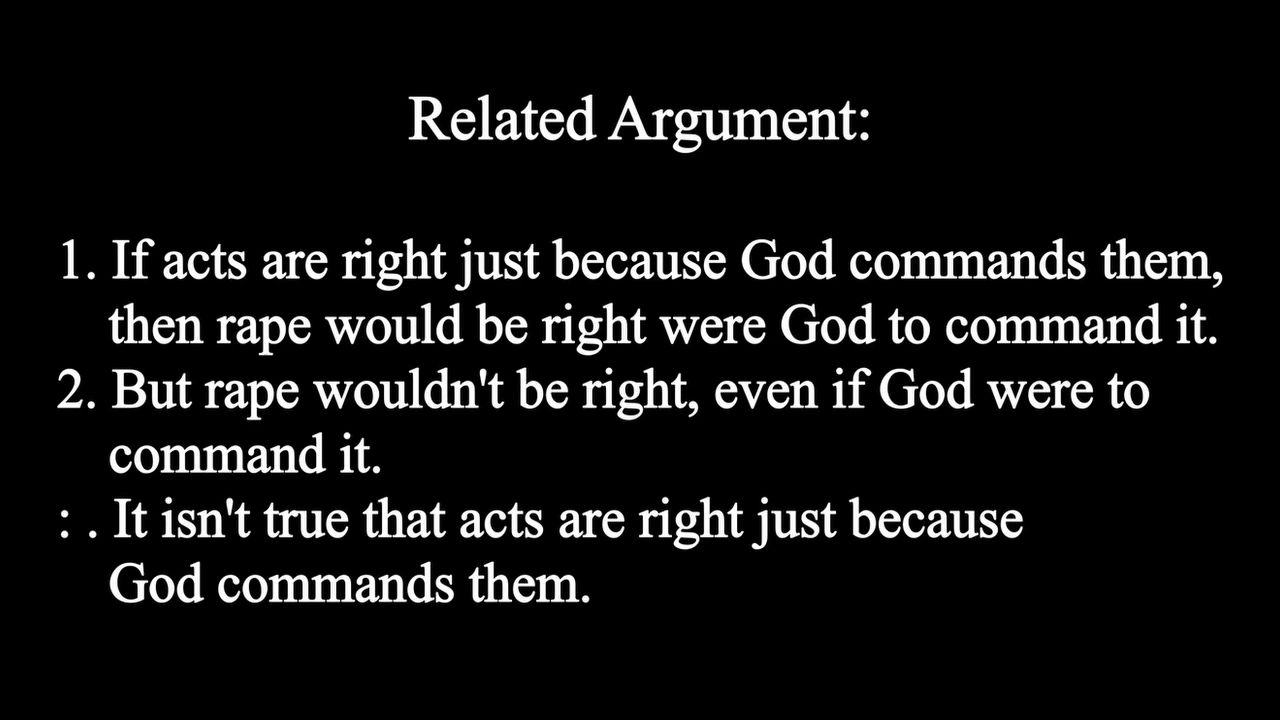 Related Argument:
1. If acts are right just because God commands them,
then rape would be right were God to command it.
2. But rape wouldn't be right, even if God were to
command it.
: . It isn't true that acts are right just because
God commands them.